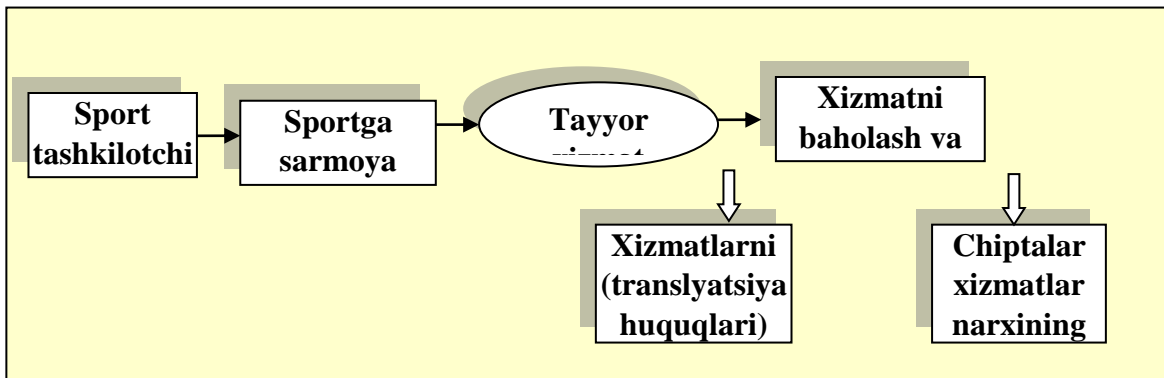 Sport
tashkilotchi
Sportga
sarmoya
Tayyor
Xizmatni
baholash va
Xizmatlarni
(translyatsiya
huquqlari)
Chiptalar
xizmatlar
narxining